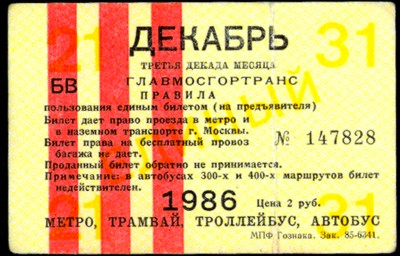 21 ДЕКАБРЬ 31
ТРЕТЬЯ ДЕКАДА МЕСЯЦА
БВ ГЛАВМОСГОРТРАНС
ПРАВИЛА
пользования единым билетом (на предъявителя)
Билет дает право проезда в метро и
в наземном транспорте г. Москвы.
Билет права на бесплатный провоз
багажа не дает.
№ 147828
Проданный билет обратно не принимается.
Примечание: в автобусах 300-х и 400-х маршрутов билет
недействителен.
21 1986 Цена 2 руб. 31
МЕТРО, ТРАМВАЙ, ТРОЛЛЕЙБУС, АВТОБУС
МПФ Гознака. Зак. 85-6341.